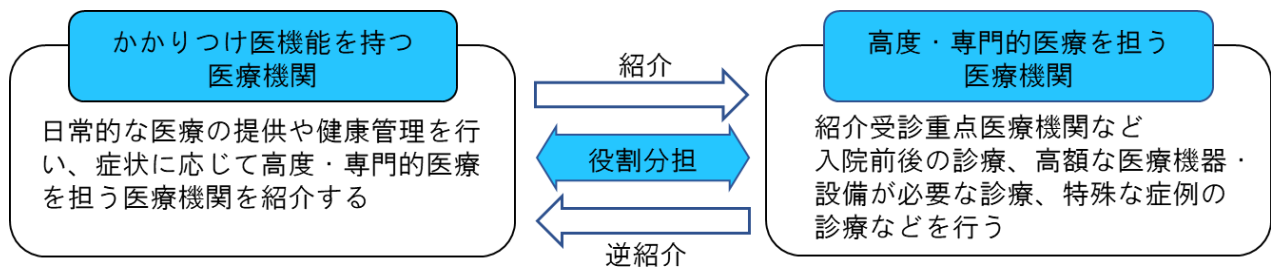 かかりつけ医機能を持つ
医療機関
日常的な医療の提供や健康管理を行
い、症状に応じて高度・専門的医療
を担う医療機関を紹介する
紹介
役割分担
逆紹介
高度・専門的医療を担う
医療機関
紹介受診重点医療機関など
入院前後の診療、高額な医療機器・
設備が必要な診療、特殊な症例の
診療などを行う